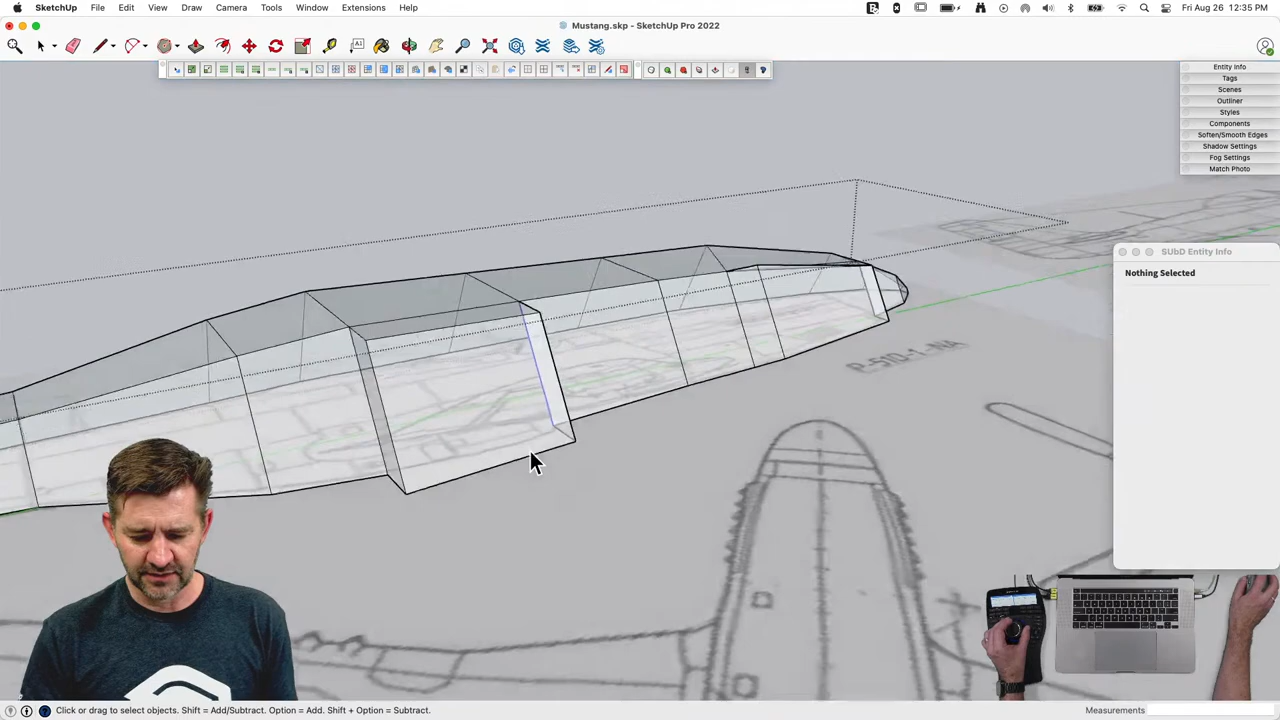 SketchUp File Edit View Draw Camera Tools Window Extensions Help Fri Aug 26 12:35 PM
Mustang.skp - SketchUp Pro 2022
Entity Info
Tags
Scenes
Outliner
Styles
Components
Soften/Smooth Edges
Shadow Settings
Fog Settings
Match Photo
SUbD Entity Info
Nothing Selected
P-51D-1-NA
Click or drag to select objects. Shift = Add/Subtract. Option = Add. Shift + Option = Subtract.
Measurements